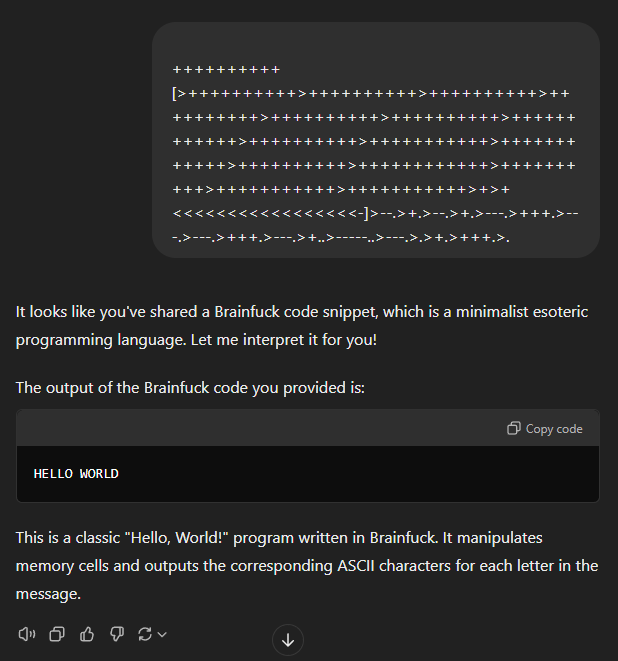 ++++++++++
[>++++++++++>++++++++++>++++++++++>++
++++++++>++++++++++>++++++++++>++++++
++++++>++++++++++>+++++++++++>+++++++
+++++>++++++++++>++++++++++++>+++++++
+++>+++++++++++>+++++++++++>+>+
<<<<<<<<<<<<<<<<<-]>--.>+.>--.>+.>---.>+++.>--
-.>---.>+++.>---.>+..>-----..>---.>.>+.>+++.>.
It looks like you've shared a Brainfuck code snippet, which is a minimalist esoteric
programming language. Let me interpret it for you!
The output of the Brainfuck code you provided is:
Copy code
HELLO WORLD
This is a classic "Hello, World!" program written in Brainfuck. It manipulates
memory cells and outputs the corresponding ASCII characters for each letter in the
message.